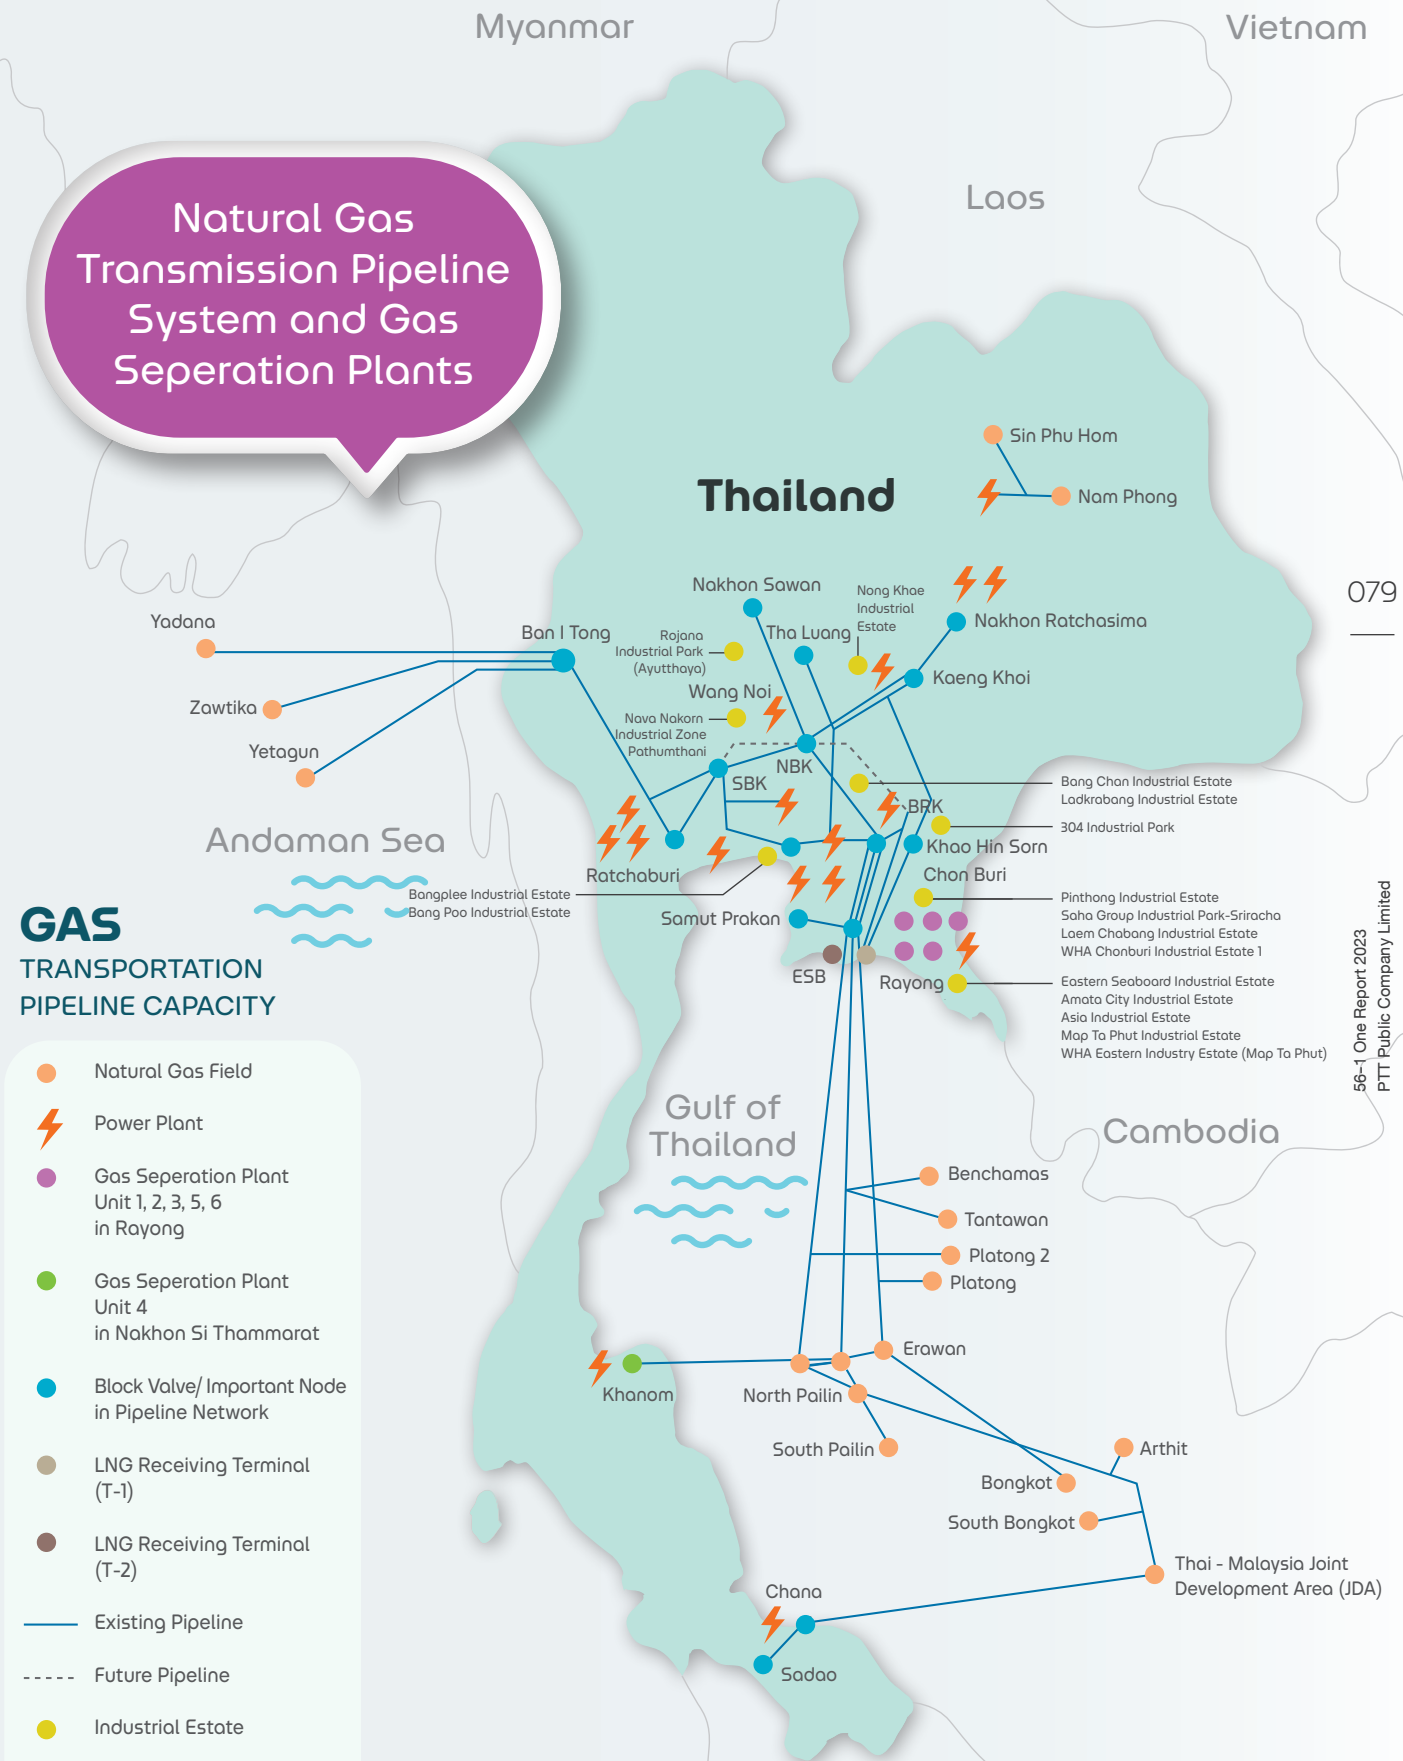 Myanmar
Vietnam
Laos
Natural Gas
Transmission Pipeline
System and Gas
Seperation Plants
Thailand
Sin Phu Hom
Nam Phong
079
Nakhon Sawan
Nong Khae
Industrial
Estate
Nakhon Ratchasima
Yadana
Ban I Tong
Rojana
Industrial Park
(Ayutthaya)
Tha Luang
Kaeng Khoi
Zawtika
Wang Noi
Nava Nakorn
Industrial Zone
Pathumthani
Yetagun
NBK
SBK
Bang Chan Industrial Estate
Ladkrabang Industrial Estate
BRK
304 Industrial Park
Andaman Sea
Khao Hin Sorn
Ratchaburi
Chon Buri
Bangplee Industrial Estate
Bang Poo Industrial Estate
Pinthong Industrial Estate
Saha Group Industrial Park-Sriracha
Laem Chabang Industrial Estate
WHA Chonburi Industrial Estate 1
Samut Prakan
ESB
Rayong
Eastern Seaboard Industrial Estate
Amata City Industrial Estate
Asia Industrial Estate
Map Ta Phut Industrial Estate
WHA Eastern Industry Estate (Map Ta Phut)
56-1 One Report 2023
PTT Public Company Limited
GAS
TRANSPORTATION
PIPELINE CAPACITY
Natural Gas Field
Power Plant
Gas Seperation Plant
Unit 1, 2, 3, 5, 6
in Rayong
Gas Seperation Plant
Unit 4
in Nakhon Si Thammarat
Block Valve/ Important Node
in Pipeline Network
LNG Receiving Terminal
(T-1)
LNG Receiving Terminal
(T-2)
Existing Pipeline
Future Pipeline
Industrial Estate
Gulf of
Thailand
Cambodia
Benchamas
Tantawan
Platong 2
Platong
Erawan
Khanom
North Pailin
South Pailin
Arthit
Bongkot
South Bongkot
Thai - Malaysia Joint
Development Area (JDA)
Chana
Sadao